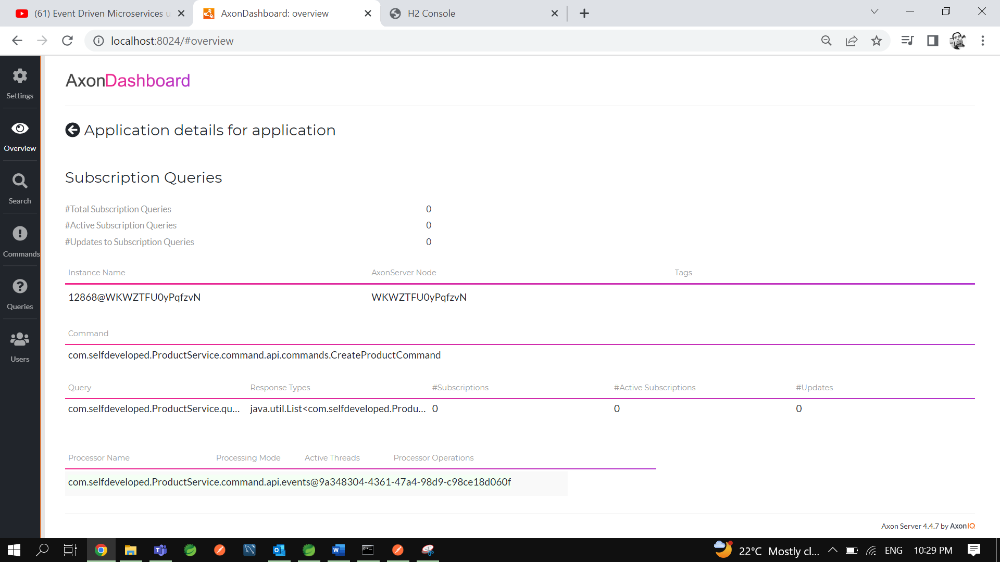 (61) Event Driven Microservices u
AxonDashboard: overview
H2 Console
localhost:8024/#overview
Settings
Overview
Search
Commands
Queries
Users
AxonDashboard
Application details for application
Subscription Queries
#Total Subscription Queries 0
#Active Subscription Queries 0
#Updates to Subscription Queries 0
Instance Name AxonServer Node Tags
12868@WKWZTFU0yPqfzvN WKWZTFU0yPqfzvN
Command
com.selfdeveloped.ProductService.command.api.commands.CreateProductCommand
Query Response Types #Subscriptions #Active Subscriptions #Updates
com.selfdeveloped.ProductService.qu... java.util.List<com.selfdeveloped.Produ... 0 0 0
Processor Name Processing Mode Active Threads Processor Operations
com.selfdeveloped.ProductService.command.api.events@9a348304-4361-47a4-98d9-c98ce18d060f
Axon Server 4.4.7 by AxonIQ
22°C Mostly cl... ENG 10:29 PM